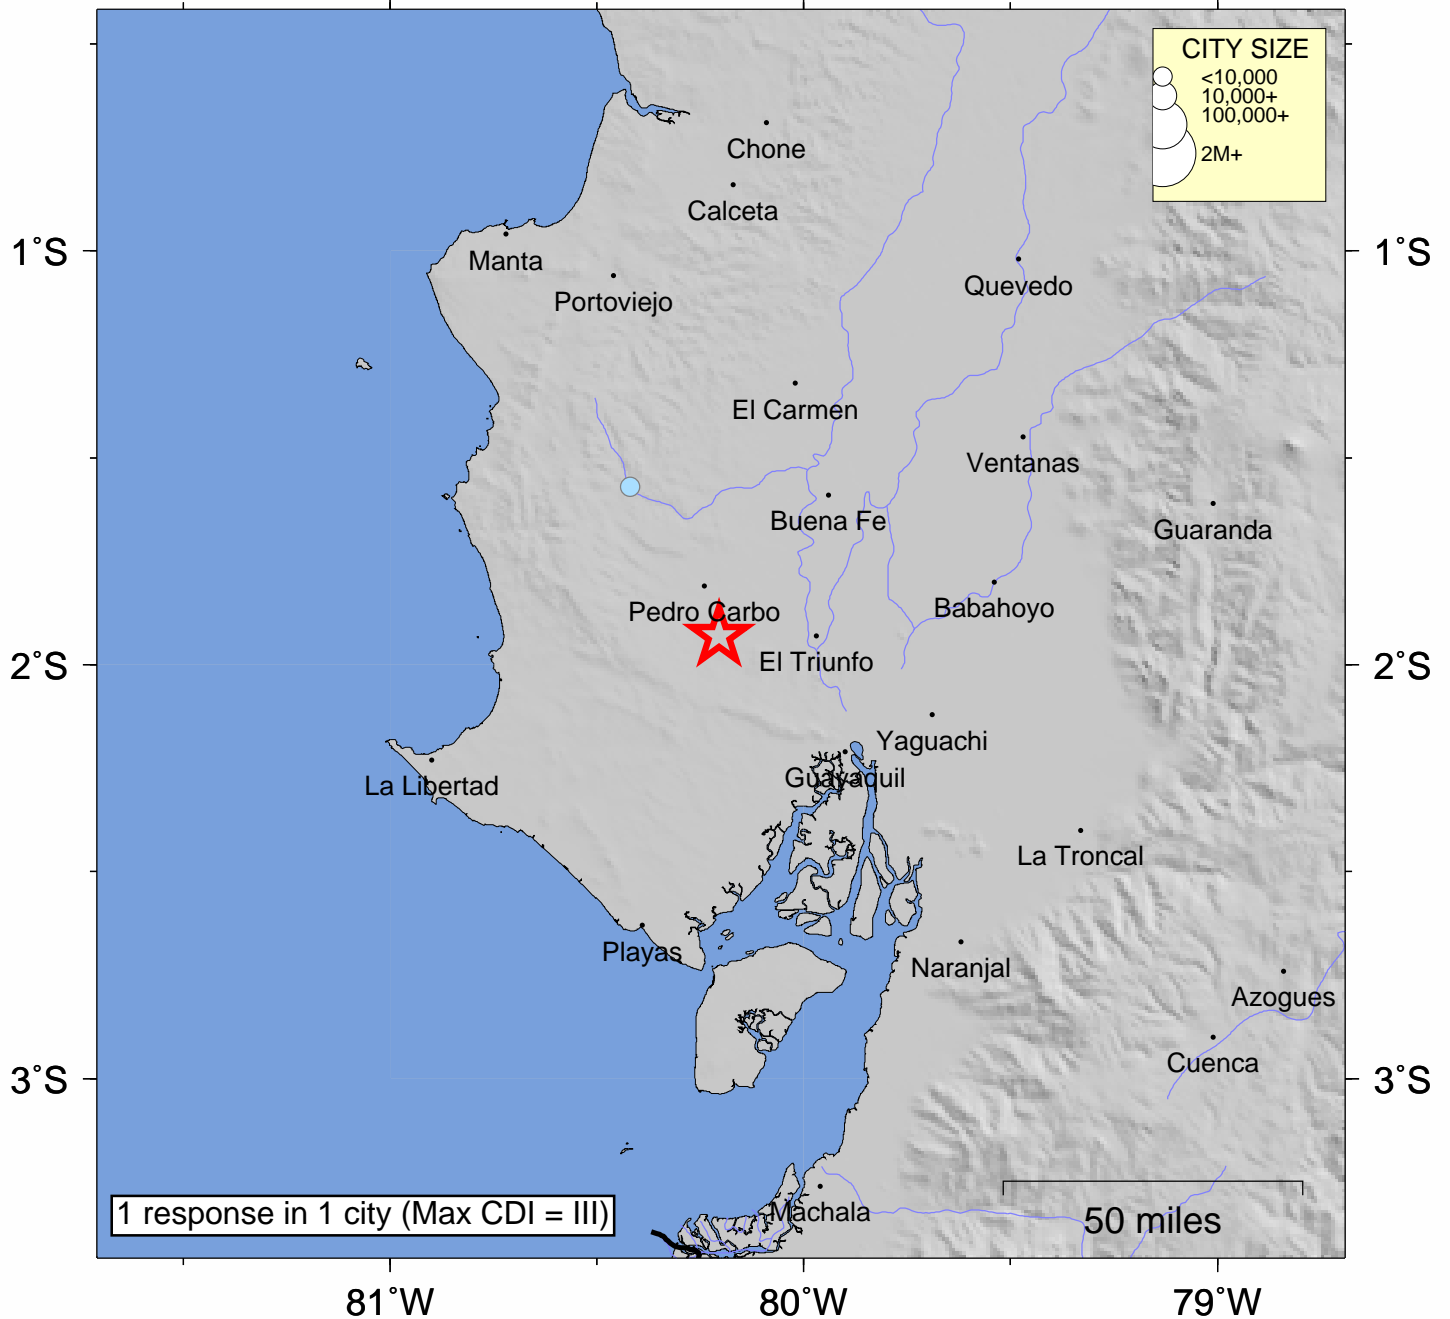 CITY SIZE
<10,000
10,000+
100,000+
2M+
Chone
Calceta
Manta
1°S
1°S
Portoviejo
Quevedo
El Carmen
Ventanas
Buena Fe
Guaranda
Pedro Carbo
Babahoyo
El Triunfo
2°S
2°S
Yaguachi
Guayaquil
La Libertad
La Troncal
Playas
Naranjal
Azogues
Cuenca
3°S
3°S
1 response in 1 city (Max CDI = III)
Machala
50 miles
81°W
80°W
79°W